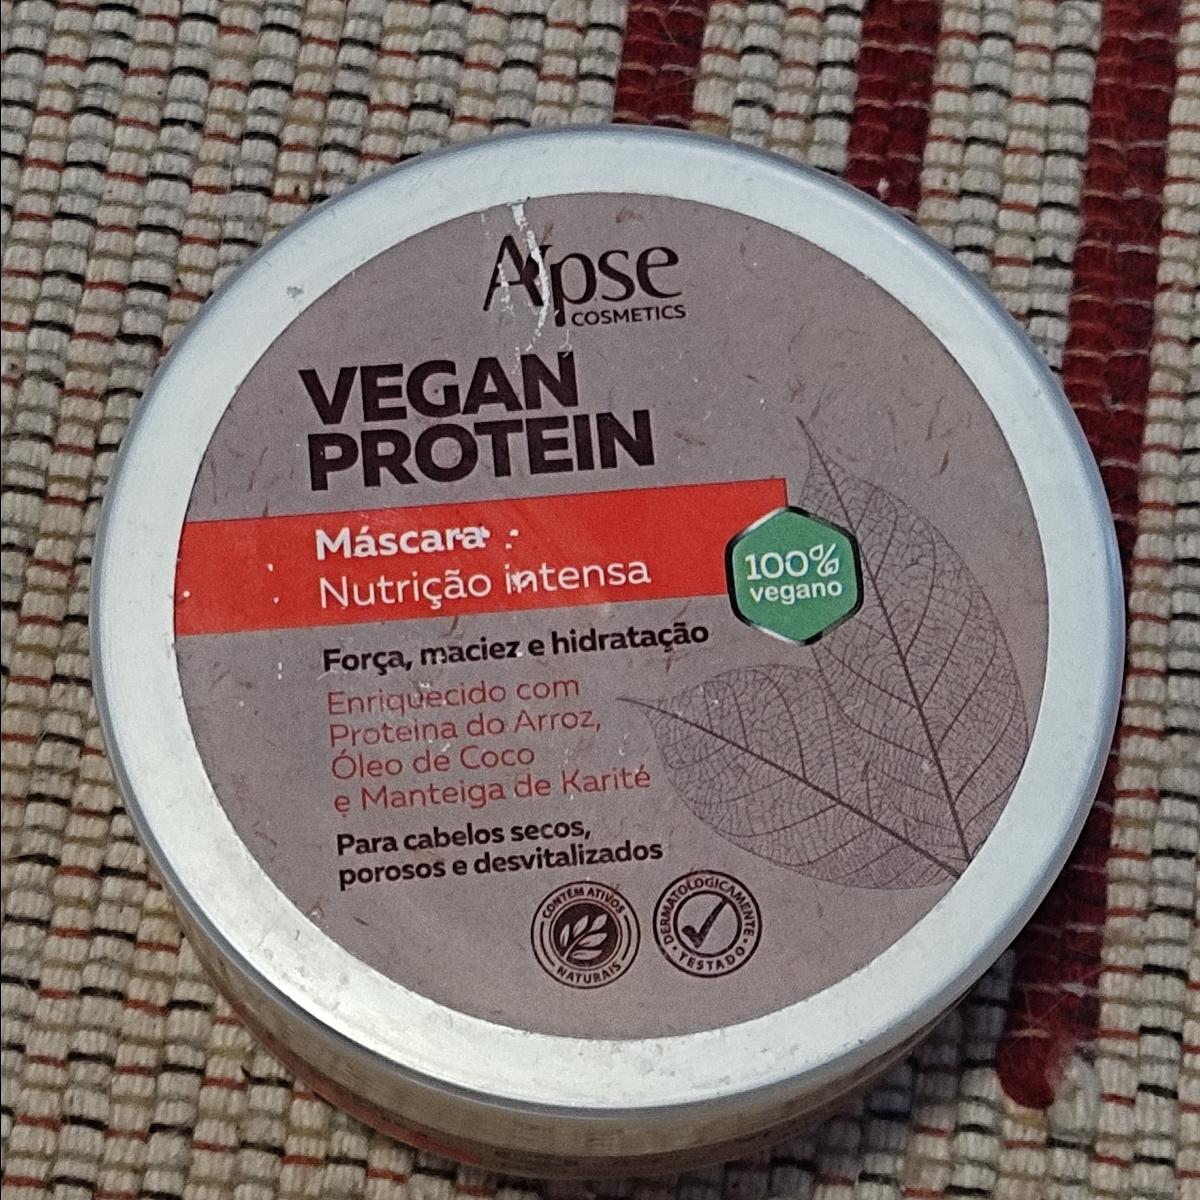 Apse
COSMETICS
VEGAN
PROTEIN
Máscara
Nutrição intensa
100%
vegano
Força, maciez e hidratação
Enriquecido com
Proteína do Arroz,
Óleo de Coco
e Manteiga de Karité
Para cabelos secos,
porosos e desvitalizados
CONTÉM ATIVOS
NATURAIS
DERMATOLOGICAMENTE
TESTADO